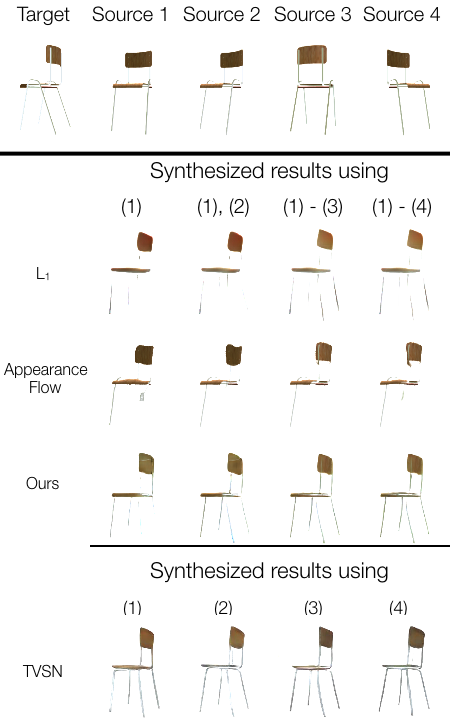 Target Source 1 Source 2 Source 3 Source 4
Synthesized results using
(1) (1), (2) (1) - (3) (1) - (4)
L₁
Appearance
Flow
Ours
Synthesized results using
(1) (2) (3) (4)
TVSN